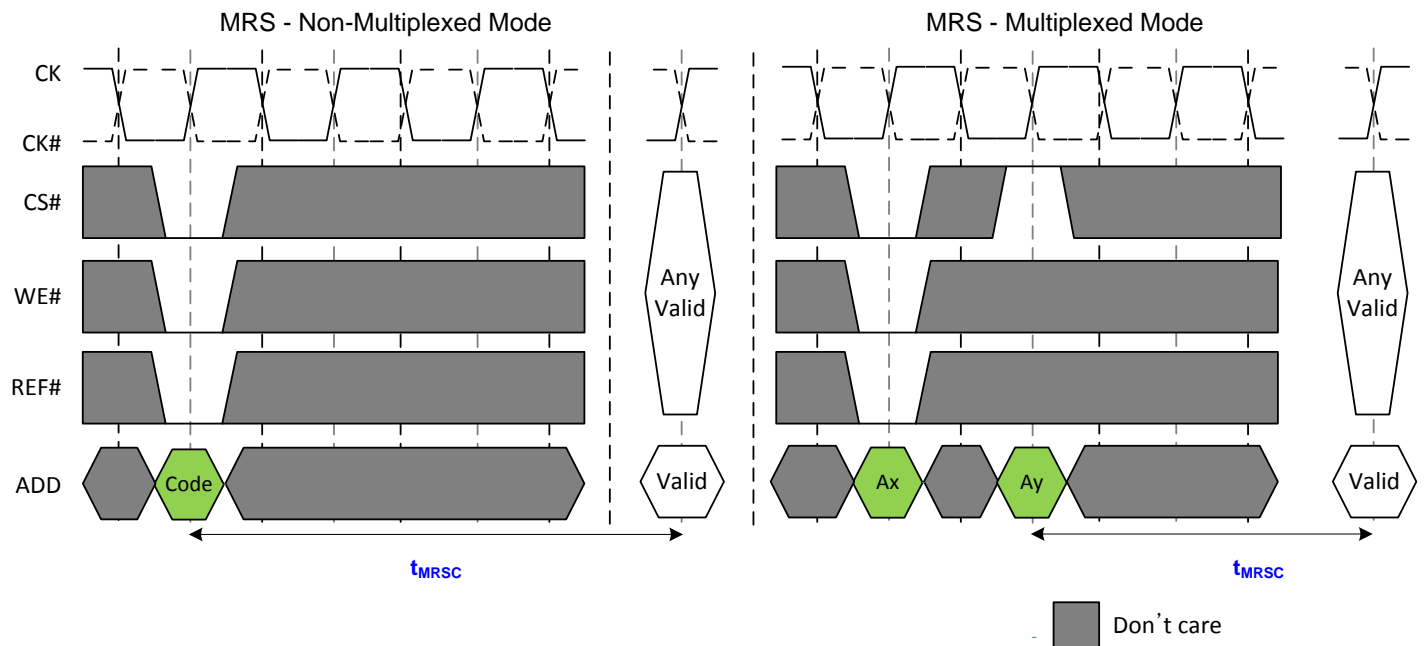 MRS - Non-Multiplexed Mode
MRS - Multiplexed Mode
CK
CK#
CS#
WE#
REF#
ADD
Any
Valid
Any
Valid
Code
Valid
Ax
Ay
Valid
tMRSC
tMRSC
Don't care